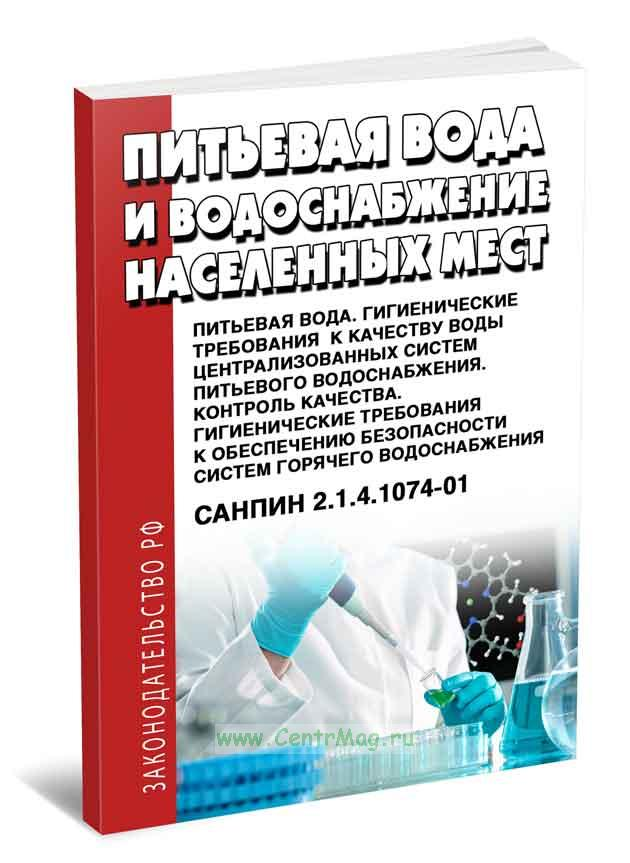 ПИТЬЕВАЯ ВОДА
И ВОДОСНАБЖЕНИЕ
НАСЕЛЕННЫХ МЕСТ
ПИТЬЕВАЯ ВОДА. ГИГИЕНИЧЕСКИЕ
ТРЕБОВАНИЯ К КАЧЕСТВУ ВОДЫ
ЦЕНТРАЛИЗОВАННЫХ СИСТЕМ
ПИТЬЕВОГО ВОДОСНАБЖЕНИЯ.
КОНТРОЛЬ КАЧЕСТВА.
ГИГИЕНИЧЕСКИЕ ТРЕБОВАНИЯ
К ОБЕСПЕЧЕНИЮ БЕЗОПАСНОСТИ
СИСТЕМ ГОРЯЧЕГО ВОДОСНАБЖЕНИЯ
САНПИН 2.1.4.1074-01
ЗАКОНОДАТЕЛЬСТВО РФ
www.CentrMag.ru